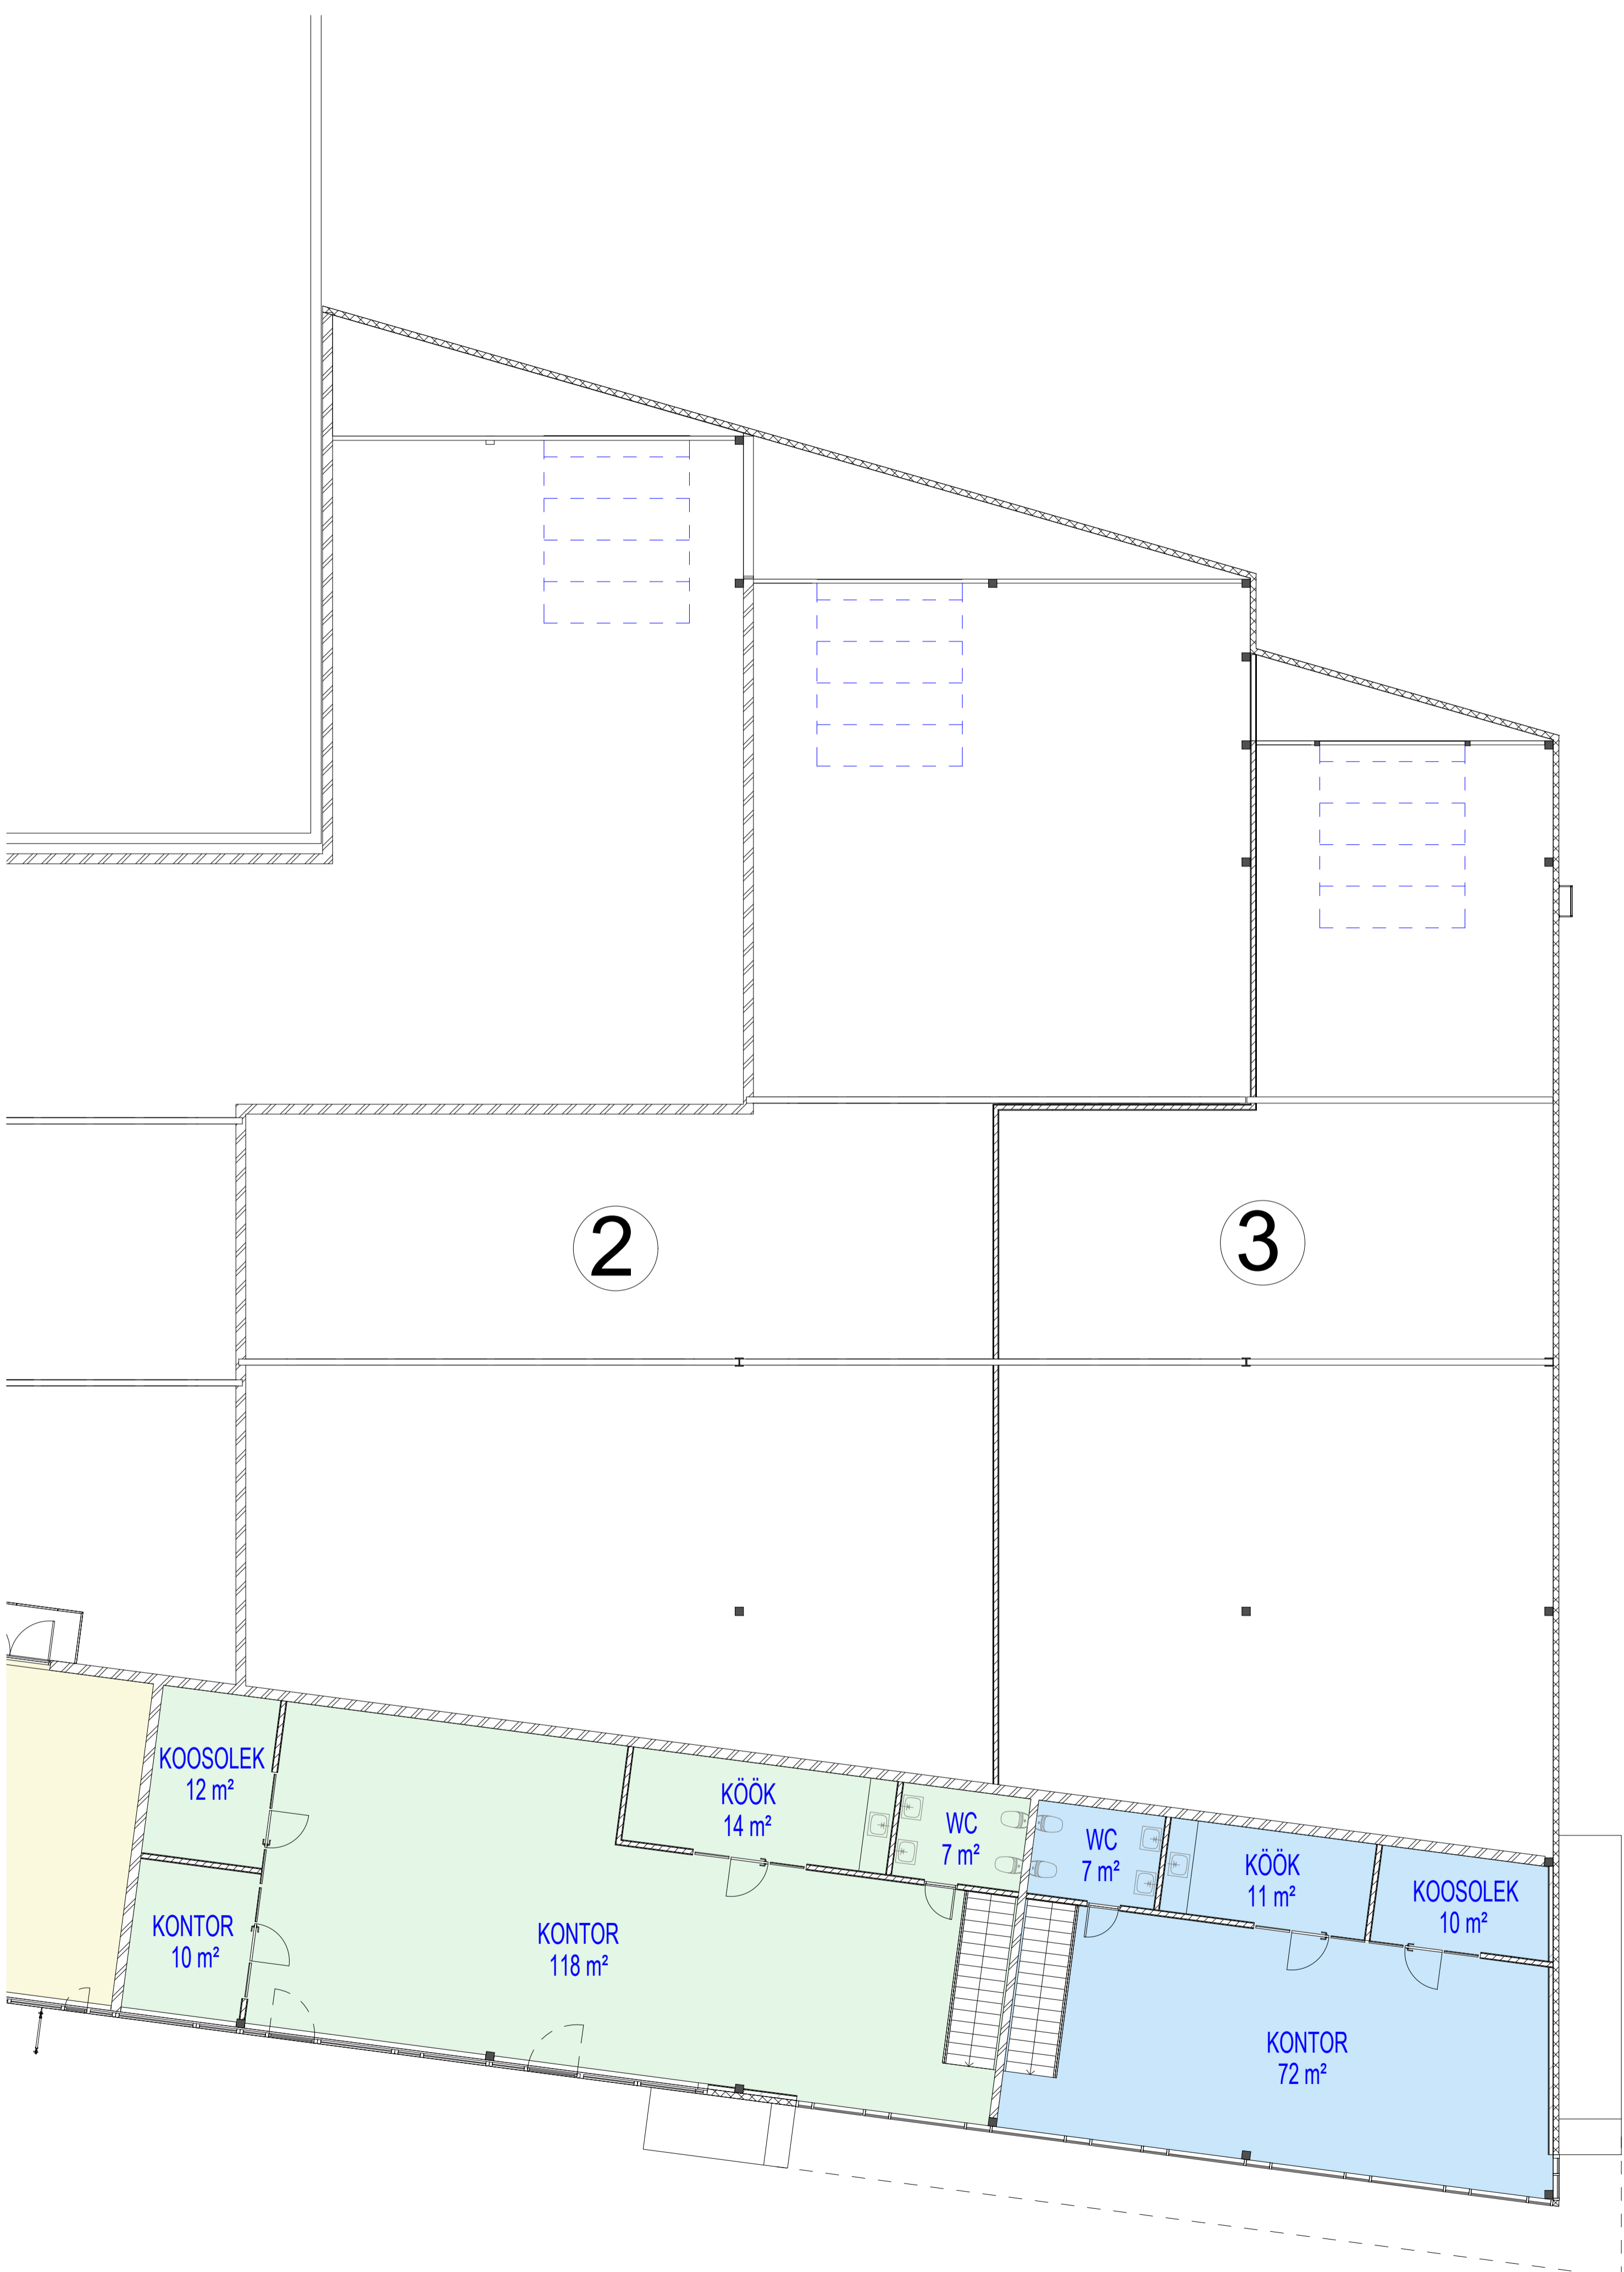 2
3
KOOSOLEK
12 m²
KÖÖK
14 m²
WC
7 m²
WC
7 m²
KÖÖK
11 m²
KOOSOLEK
10 m²
KONTOR
10 m²
KONTOR
118 m²
KONTOR
72 m²